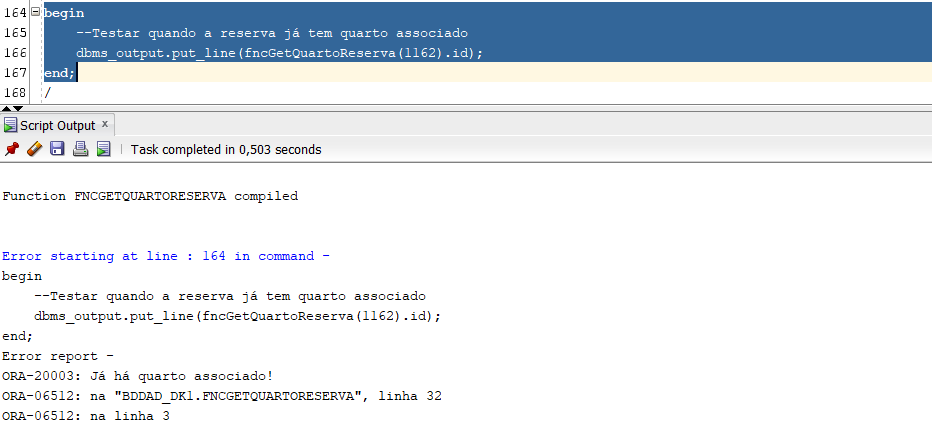 164 begin
165 --Testar quando a reserva já tem quarto associado
166 dbms_output.put_line(fncGetQuartoReserva(1162).id);
167 end;
168 /
Script Output x
Task completed in 0,503 seconds
Function FNCGETQUARTORESERVA compiled
Error starting at line : 164 in command -
begin
--Testar quando a reserva já tem quarto associado
dbms_output.put_line(fncGetQuartoReserva(1162).id);
end;
Error report -
ORA-20003: Já há quarto associado!
ORA-06512: na "BDDAD_DK1.FNCGETQUARTORESERVA", linha 32
ORA-06512: na linha 3